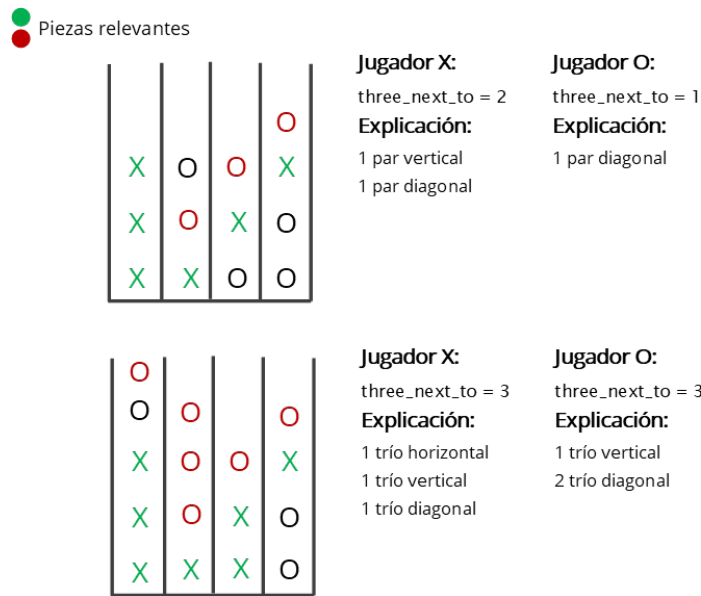 Piezas relevantes
Jugador X:
three_next_to = 2
Explicación:
1 par vertical
1 par diagonal
Jugador O:
three_next_to = 1
Explicación:
1 par diagonal
O
X O O X
X O X O
X X O O
Jugador X:
three_next_to = 3
Explicación:
1 trío horizontal
1 trío vertical
1 trío diagonal
Jugador O:
three_next_to = 3
Explicación:
1 trío vertical
2 trío diagonal
O
O O O
X O O X
X O X O
X X X O